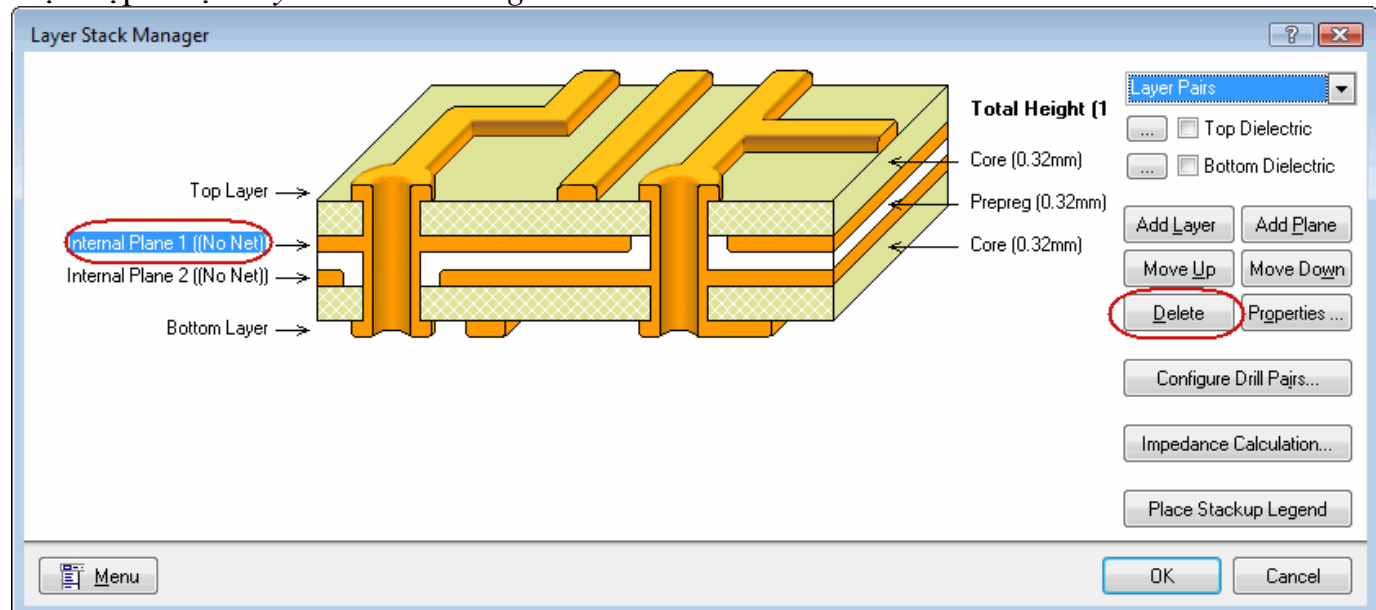 Layer Stack Manager
Layer Pairs
Total Height (1
... Top Dielectric
Core (0.32mm)
... Bottom Dielectric
Top Layer
Prepreg (0.32mm)
Add Layer Add Plane
Internal Plane 1 ((No Net))
Core (0.32mm)
Internal Plane 2 ((No Net))
Move Up Move Down
Delete Properties ...
Bottom Layer
Configure Drill Pairs...
Impedance Calculation...
Place Stackup Legend
Menu
OK Cancel